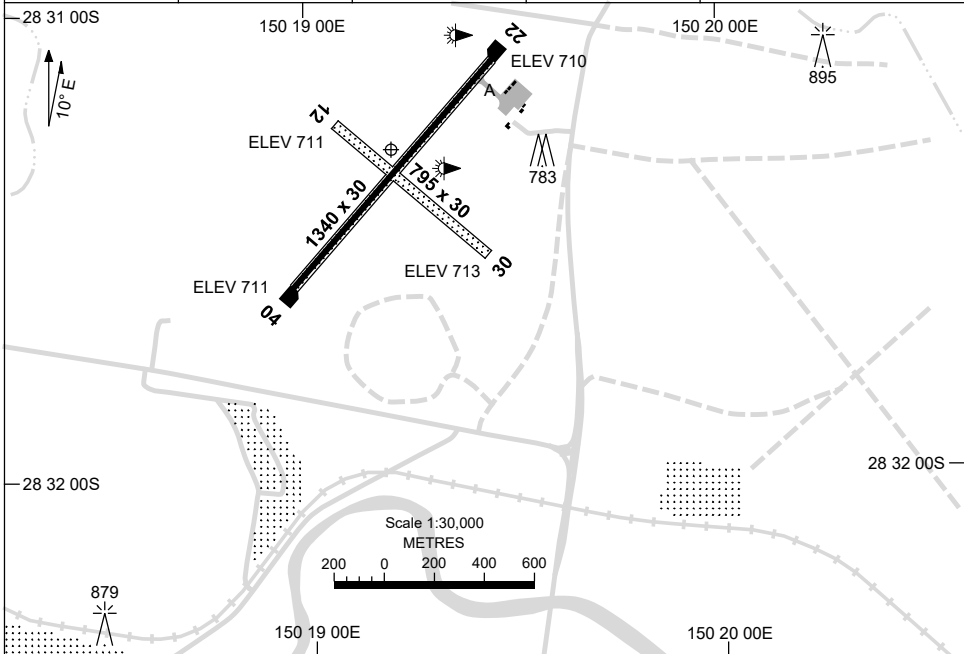 28 31 00S
150 19 00E
150 20 00E
22
ELEV 710
895
10° E
A
12
ELEV 711
783
795 x 30
1340 x 30
ELEV 713
30
ELEV 711
04
28 32 00S
28 32 00S
Scale 1:30,000
METRES
200 0 200 400 600
879
150 19 00E
150 20 00E